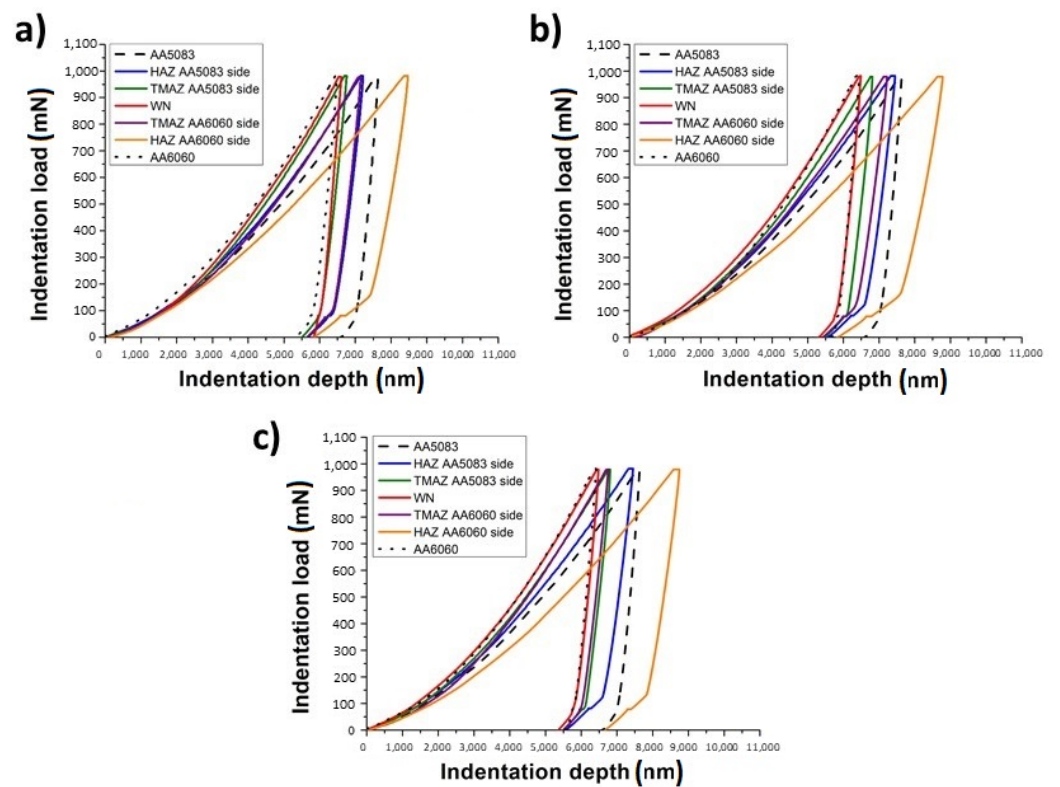 a)
1,100
1,000
900
800
700
600
500
400
300
200
100
0
Indentation load (mN)
AA5083
HAZ AA5083 side
TMAZ AA5083 side
WN
TMAZ AA6060 side
HAZ AA6060 side
AA6060
0 1,000 2,000 3,000 4,000 5,000 6,000 7,000 8,000 9,000 10,000 11,000
Indentation depth (nm)
b)
1,100
1,000
900
800
700
600
500
400
300
200
100
0
Indentation load (mN)
AA5083
HAZ AA5083 side
TMAZ AA5083 side
WN
TMAZ AA6060 side
HAZ AA6060 side
AA6060
0 1,000 2,000 3,000 4,000 5,000 6,000 7,000 8,000 9,000 10,000 11,000
Indentation depth (nm)
c)
1,100
1,000
900
800
700
600
500
400
300
200
100
0
Indentation load (mN)
AA5083
HAZ AA5083 side
TMAZ AA5083 side
WN
TMAZ AA6060 side
HAZ AA6060 side
AA6060
0 1,000 2,000 3,000 4,000 5,000 6,000 7,000 8,000 9,000 10,000 11,000
Indentation depth (nm)